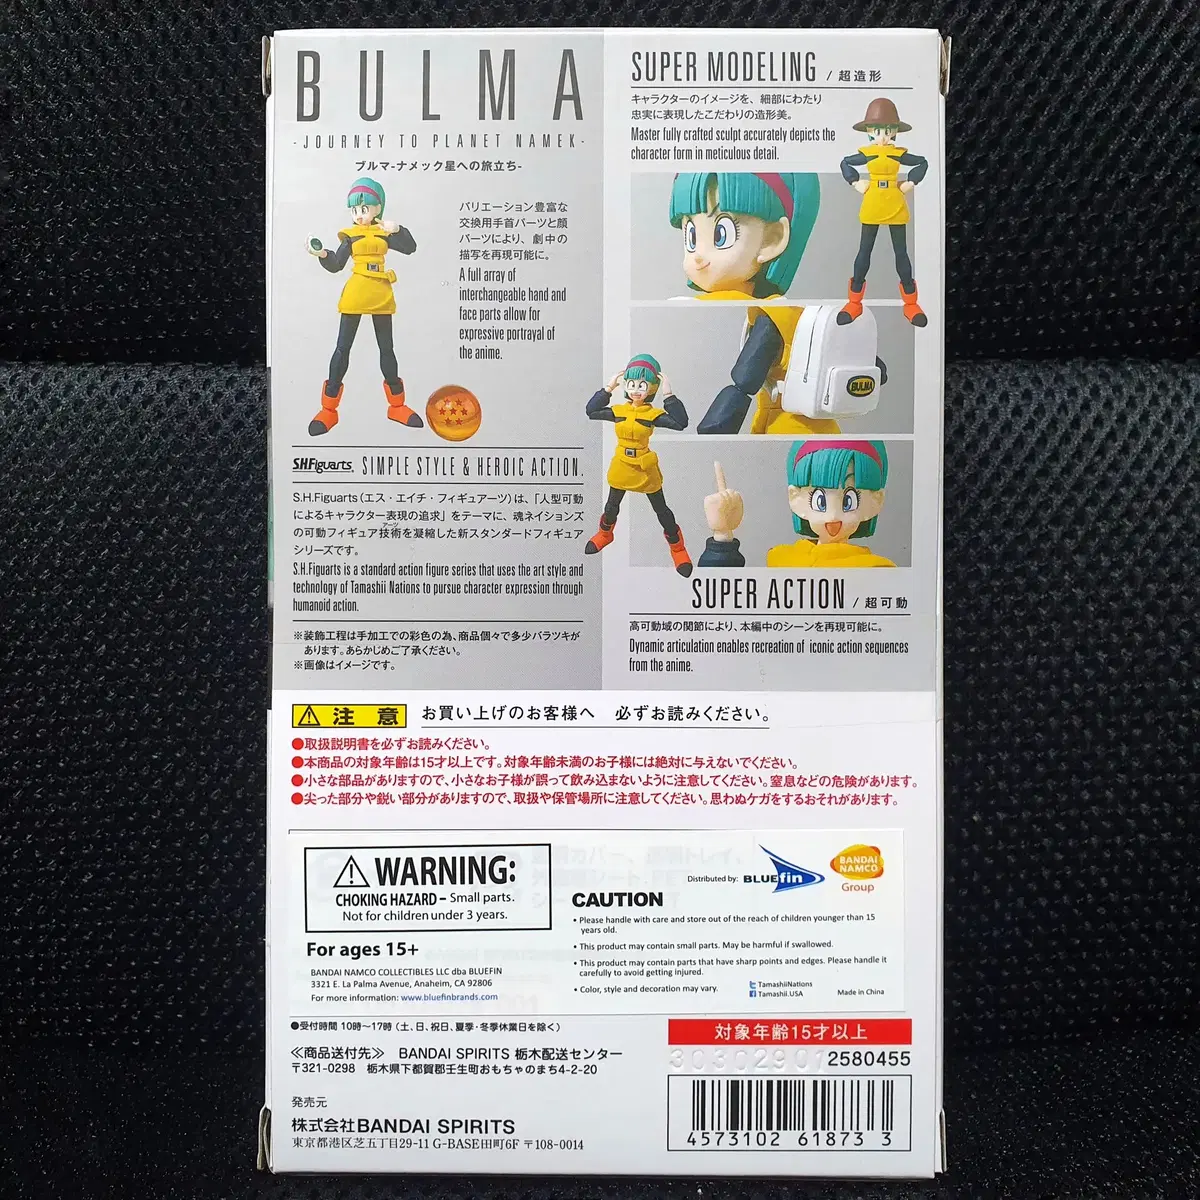 BULMA
-JOURNEY TO PLANET NAMEK-
ブルマ-ナメック星への旅立ち-
バリエーション豊富な
交換用手首パーツと顔
パーツにより、劇中の
描写を再現可能に。
A full array of
interchangeable hand and
face parts allow for
expressive portrayal of
the anime.
S.H.Figuarts. SIMPLE STYLE & HEROIC ACTION.
S.H.Figuarts(エス・エイチ・フィギュアーツ)は、「人型可動
によるキャラクター表現の追求」をテーマに、魂ネイションズ
の可動フィギュア技術を凝縮した新スタンダードフィギュア
アーツ
シリーズです。
S.H.Figuarts is a standard action figure series that uses the art style and
technology of Tamashii Nations to pursue character expression through
humanoid action.
※装飾工程は手加工での彩色の為、商品個々で多少バラツキが
あります。あらかじめご了承ください。
※画像はイメージです。
SUPER MODELING / 超造形
キャラクターのイメージを、細部にわたり
忠実に表現したこだわりの造形美。
Master fully crafted sculpt accurately depicts the
character form in meticulous detail.
BULMA
SUPER ACTION / 超可動
高可動域の関節により、本編中のシーンを再現可能に。
Dynamic articulation enables recreation of iconic action sequences
from the anime.
注意 お買い上げのお客様へ 必ずお読みください。
●取扱説明書を必ずお読みください。
●本商品の対象年齢は15才以上です。対象年齢未満のお子様には絶対に与えないでください。
●小さな部品がありますので、小さなお子様が誤って飲み込まないように注意してください。窒息などの危険があります。
●尖った部分や鋭い部分がありますので、取扱や保管場所に注意してください。思わぬケガをするおそれがあります。
WARNING:
CHOKING HAZARD – Small parts.
Not for children under 3 years.
For ages 15+
BANDAI NAMCO COLLECTIBLES LLC dba BLUEFIN
3321 E. La Palma Avenue, Anaheim, CA 92806
For more information: www.bluefinbrands.com
Distributed by: BLUEfin
BANDAI
NAMCO
Group
CAUTION
• Please handle with care and store out of the reach of children younger than 15
years old.
• This product may contain small parts. May be harmful if swallowed.
• This product may contain parts that have sharp points and edges. Please handle it
carefully to avoid getting injured.
• Color, style and decoration may vary.
TamashiiNations
Tamashii.USA
Made in China
●受付時間 10時～17時(土、日、祝日、夏季・冬季休業日を除く)
≪商品送付先≫ BANDAI SPIRITS 栃木配送センター
〒321-0298 栃木県下都賀郡壬生町おもちゃのまち4-2-20
発売元
株式会社BANDAI SPIRITS
東京都港区芝五丁目29-11 G-BASE田町6F 〒108-0014
対象年齢15才以上
30302901 2580455
4573102 61873 3